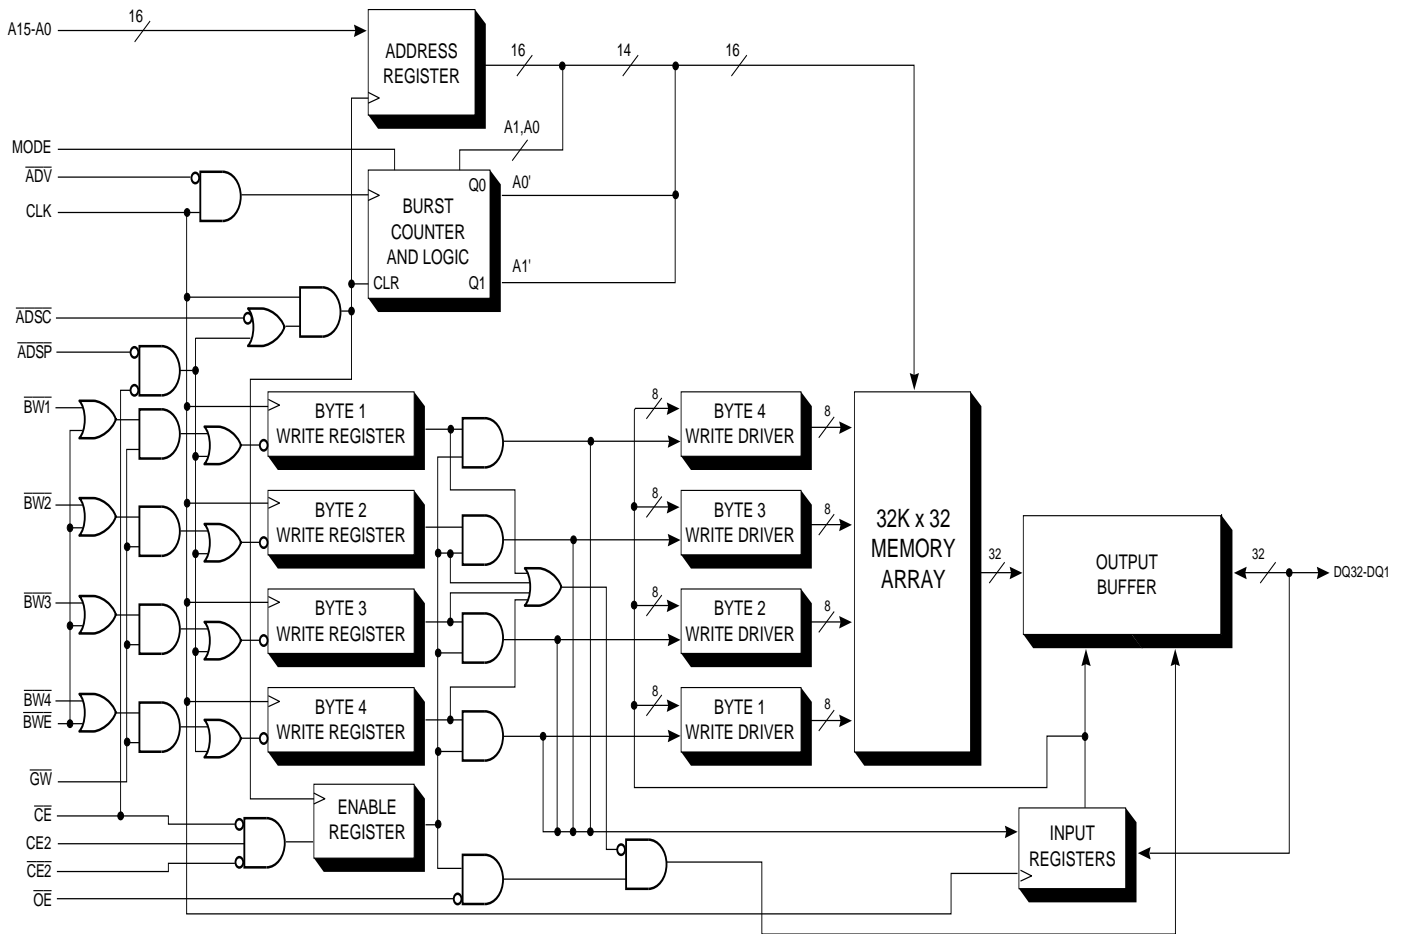 A15-A0
16
ADDRESS
REGISTER
16
14
16
MODE
A1,A0
ADV
CLK
BURST
COUNTER
AND LOGIC
Q0
A0'
CLR
Q1
A1'
ADSC
ADSP
BW1
BYTE 1
WRITE REGISTER
8
BYTE 4
WRITE DRIVER
8
BW2
BYTE 2
WRITE REGISTER
8
BYTE 3
WRITE DRIVER
8
32K x 32
MEMORY
ARRAY
32
OUTPUT
BUFFER
32
DQ32-DQ1
BW3
BYTE 3
WRITE REGISTER
8
BYTE 2
WRITE DRIVER
8
BW4
BWE
BYTE 4
WRITE REGISTER
8
BYTE 1
WRITE DRIVER
8
GW
CE
CE2
CE2
OE
ENABLE
REGISTER
INPUT
REGISTERS